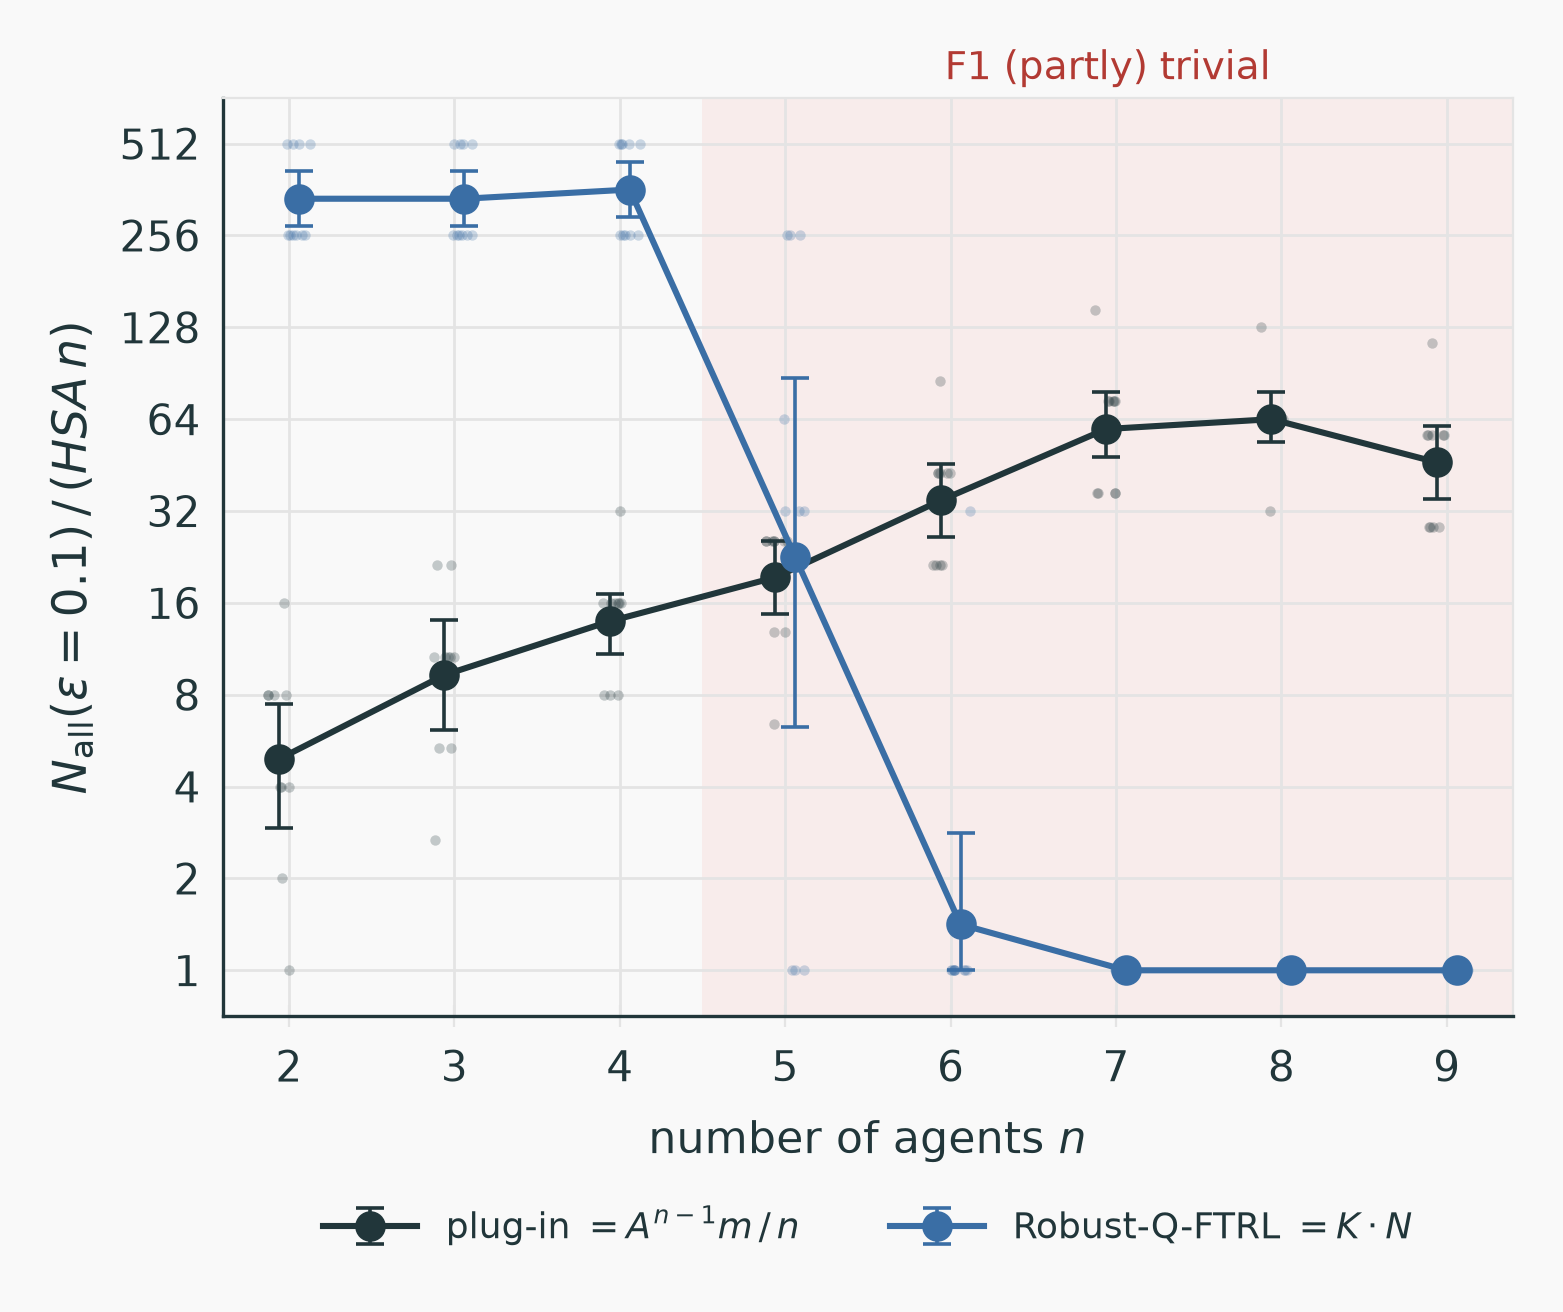 F1 (partly) trivial
512
256
128
64
32
16
8
4
2
1
N_all(ε = 0.1) / (HSA n)
2 3 4 5 6 7 8 9
number of agents n
plug-in = A^{n−1}m / n
Robust-Q-FTRL = K · N